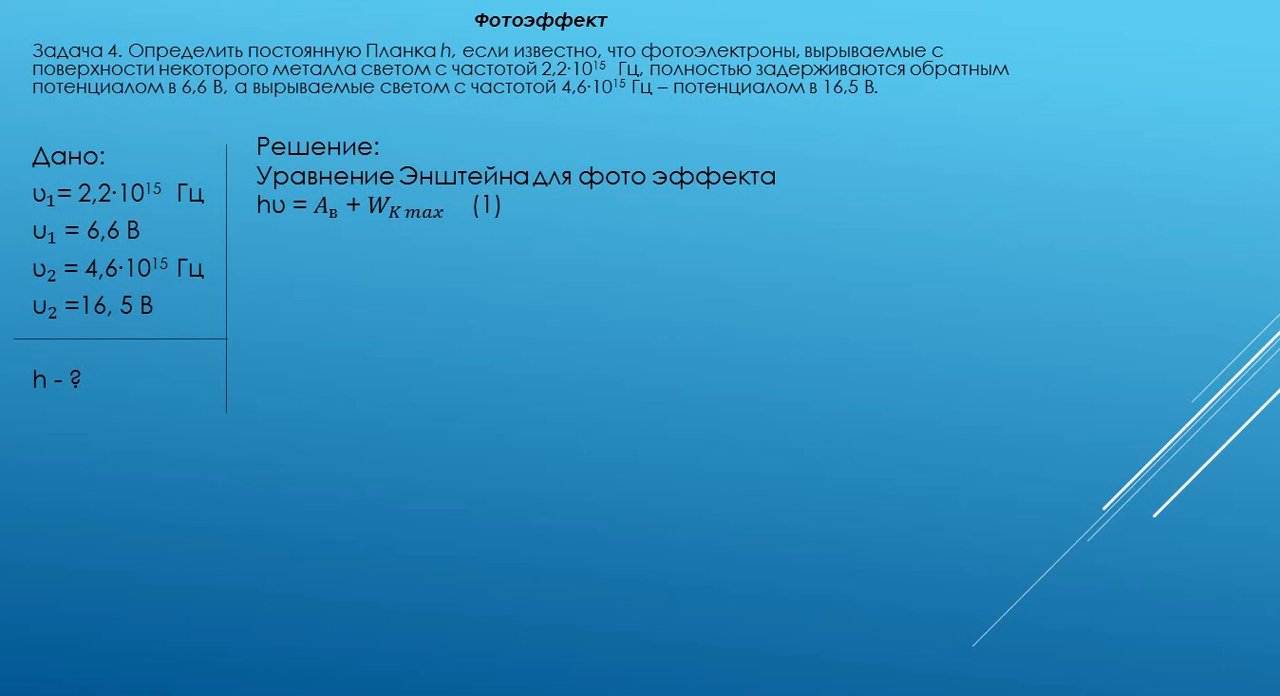 Фотоэффект
Задача 4. Определить постоянную Планка h, если известно, что фотоэлектроны, вырываемые с
поверхности некоторого металла светом с частотой 2,2·10¹⁵ Гц, полностью задерживаются обратным
потенциалом в 6,6 В, а вырываемые светом с частотой 4,6·10¹⁵ Гц – потенциалом в 16,5 В.
Дано:
υ₁= 2,2·10¹⁵ Гц
u₁ = 6,6 В
υ₂ = 4,6·10¹⁵ Гц
u₂ =16, 5 В
h - ?
Решение:
Уравнение Энштейна для фото эффекта
hυ = Aв + WK max (1)